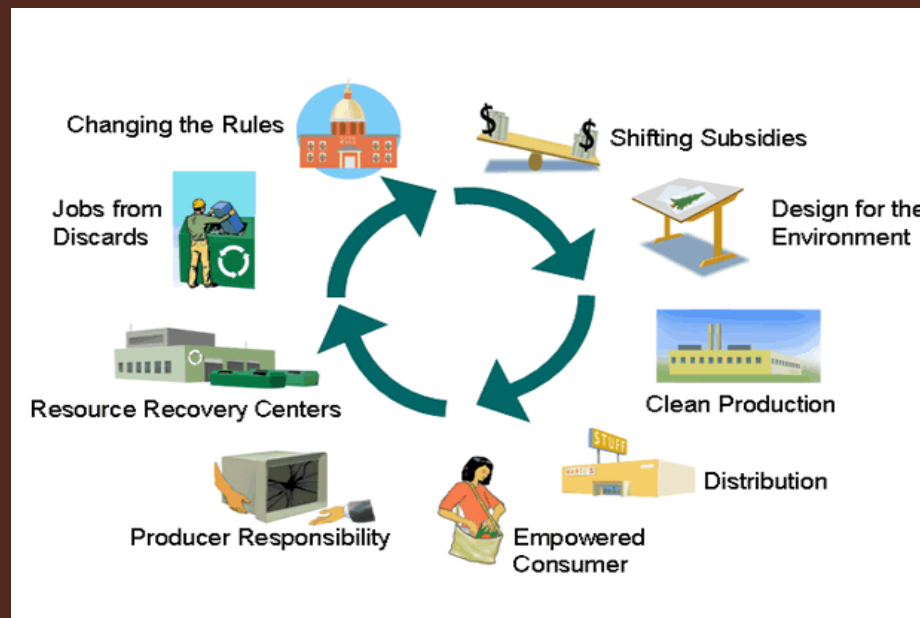 Changing the Rules
$
$
Shifting Subsidies
Jobs from
Discards
Design for the
Environment
Resource Recovery Centers
Clean Production
STUFF
Distribution
Producer Responsibility
Empowered
Consumer